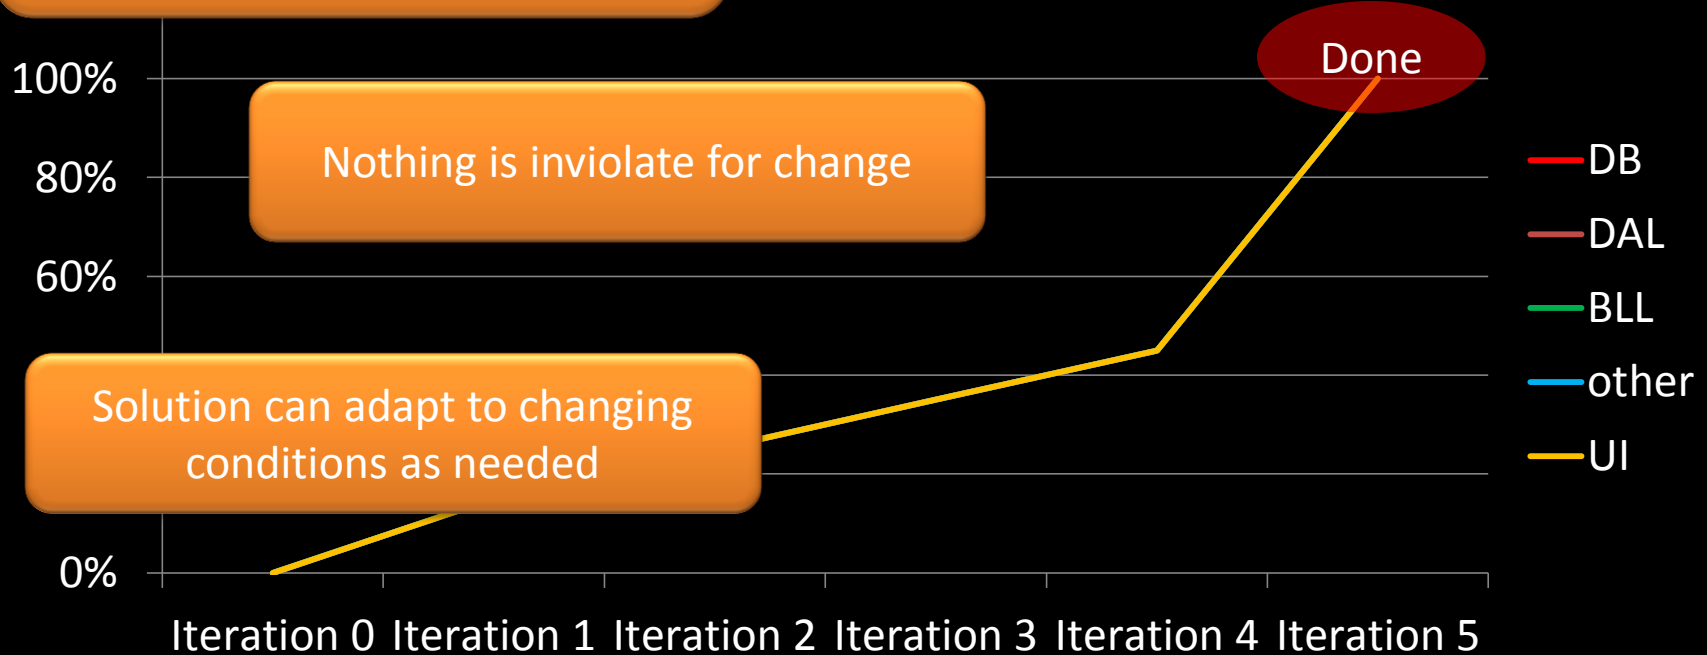 Done
100%
Nothing is inviolate for change
80%
60%
Solution can adapt to changing
conditions as needed
0%
Iteration 0 Iteration 1 Iteration 2 Iteration 3 Iteration 4 Iteration 5
DB
DAL
BLL
other
UI